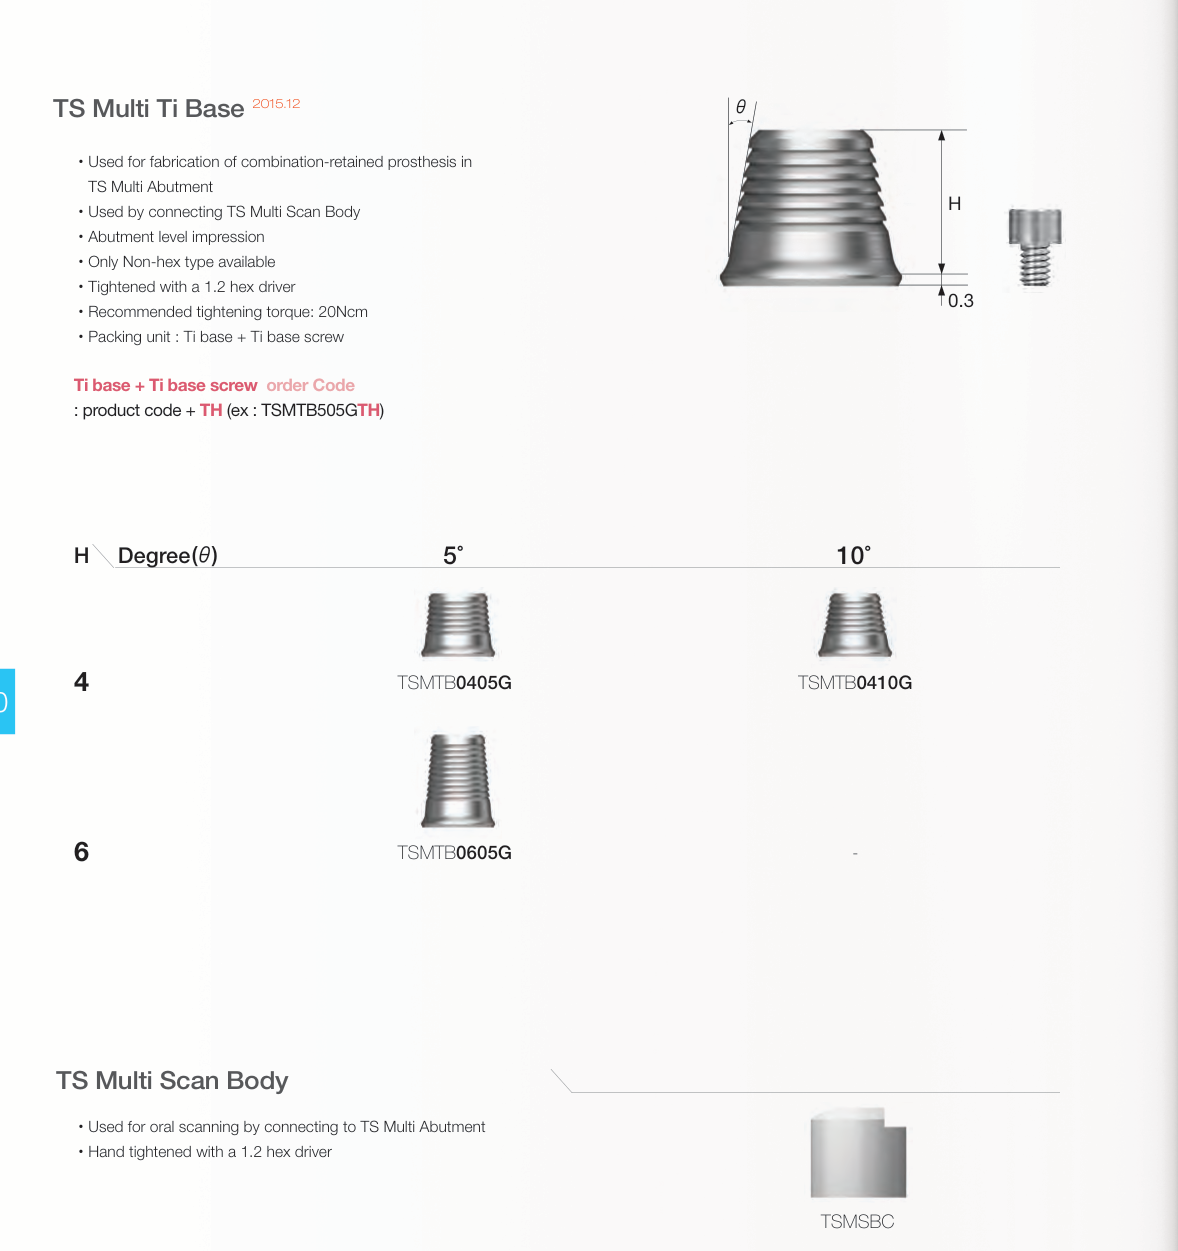 TS Multi Ti Base 2015.12
• Used for fabrication of combination-retained prosthesis in
TS Multi Abutment
• Used by connecting TS Multi Scan Body
• Abutment level impression
• Only Non-hex type available
• Tightened with a 1.2 hex driver
• Recommended tightening torque: 20Ncm
• Packing unit : Ti base + Ti base screw
Ti base + Ti base screw order Code
: product code + TH (ex : TSMTB505GTH)
θ
H
0.3
H Degree(θ) 5° 10°
4 TSMTB0405G TSMTB0410G
0
6 TSMTB0605G -
TS Multi Scan Body
• Used for oral scanning by connecting to TS Multi Abutment
• Hand tightened with a 1.2 hex driver
TSMSBC